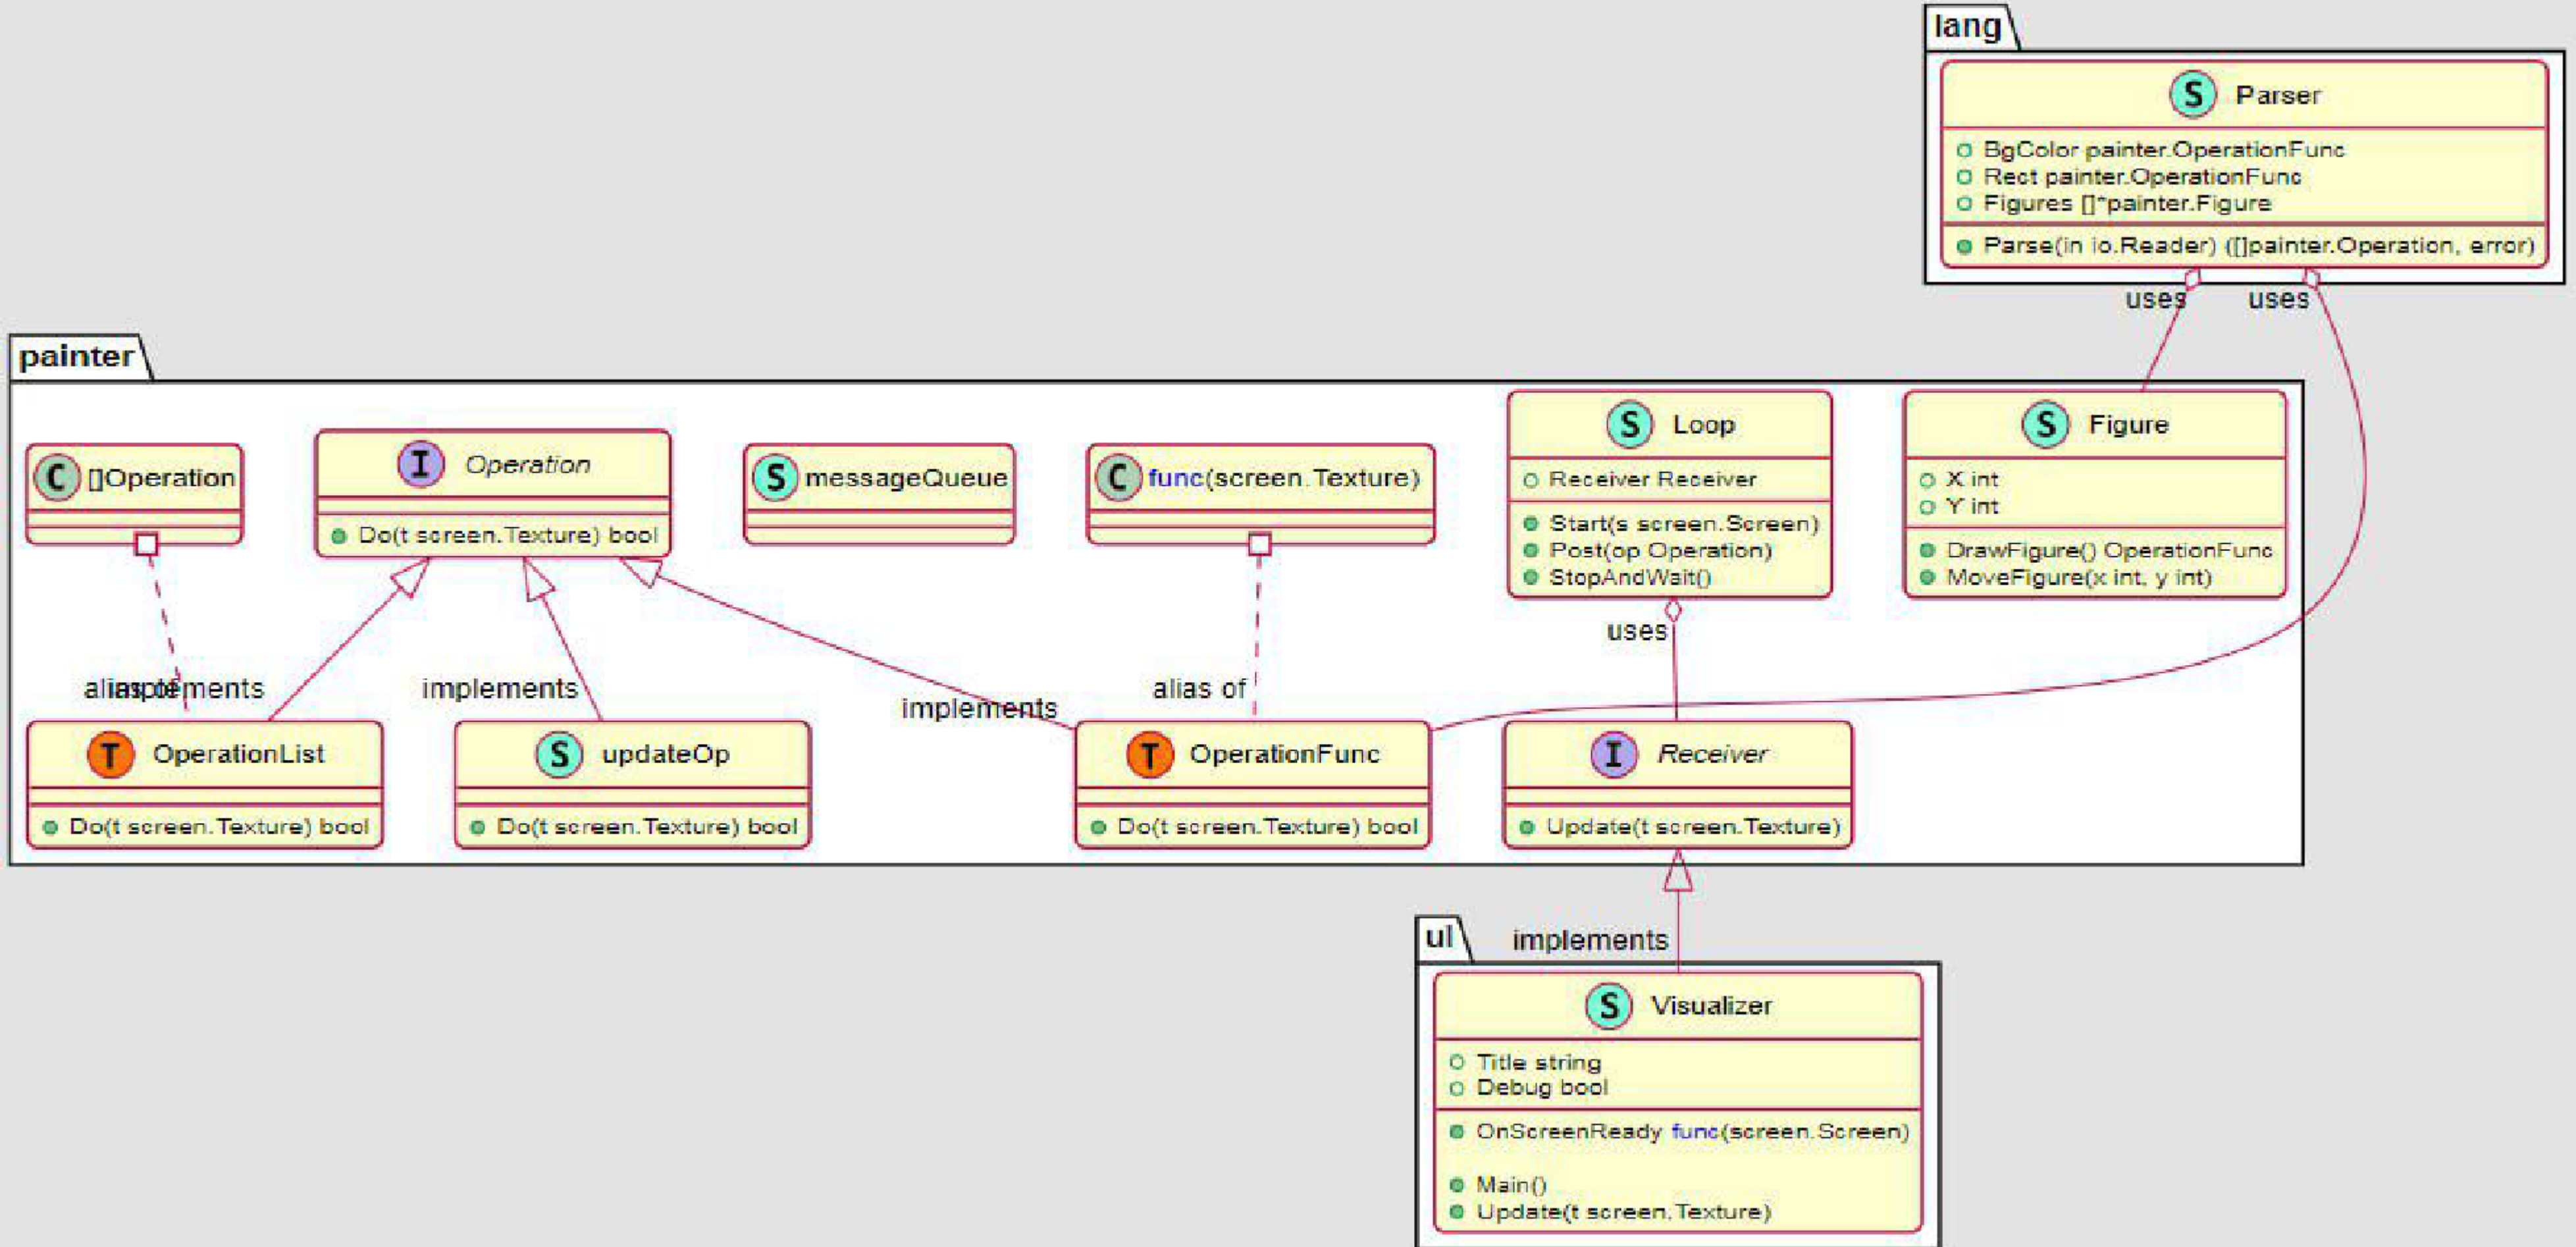 lang
S Parser
BgColor painter.OperationFunc
Rect painter.OperationFunc
Figures []*painter.Figure
Parse(in io.Reader) ([]painter.Operation, error)
uses
uses
painter
C []Operation
I Operation
Do(t screen.Texture) bool
S messageQueue
C func(screen.Texture)
S Loop
Receiver Receiver
Start(s screen.Screen)
Post(op Operation)
StopAndWait()
S Figure
X int
Y int
DrawFigure() OperationFunc
MoveFigure(x int, y int)
uses
alias of
implements
implements
implements
alias of
T OperationList
Do(t screen.Texture) bool
S updateOp
Do(t screen.Texture) bool
T OperationFunc
Do(t screen.Texture) bool
I Receiver
Update(t screen.Texture)
implements
ui
S Visualizer
Title string
Debug bool
OnScreenReady func(screen.Screen)
Main()
Update(t screen.Texture)